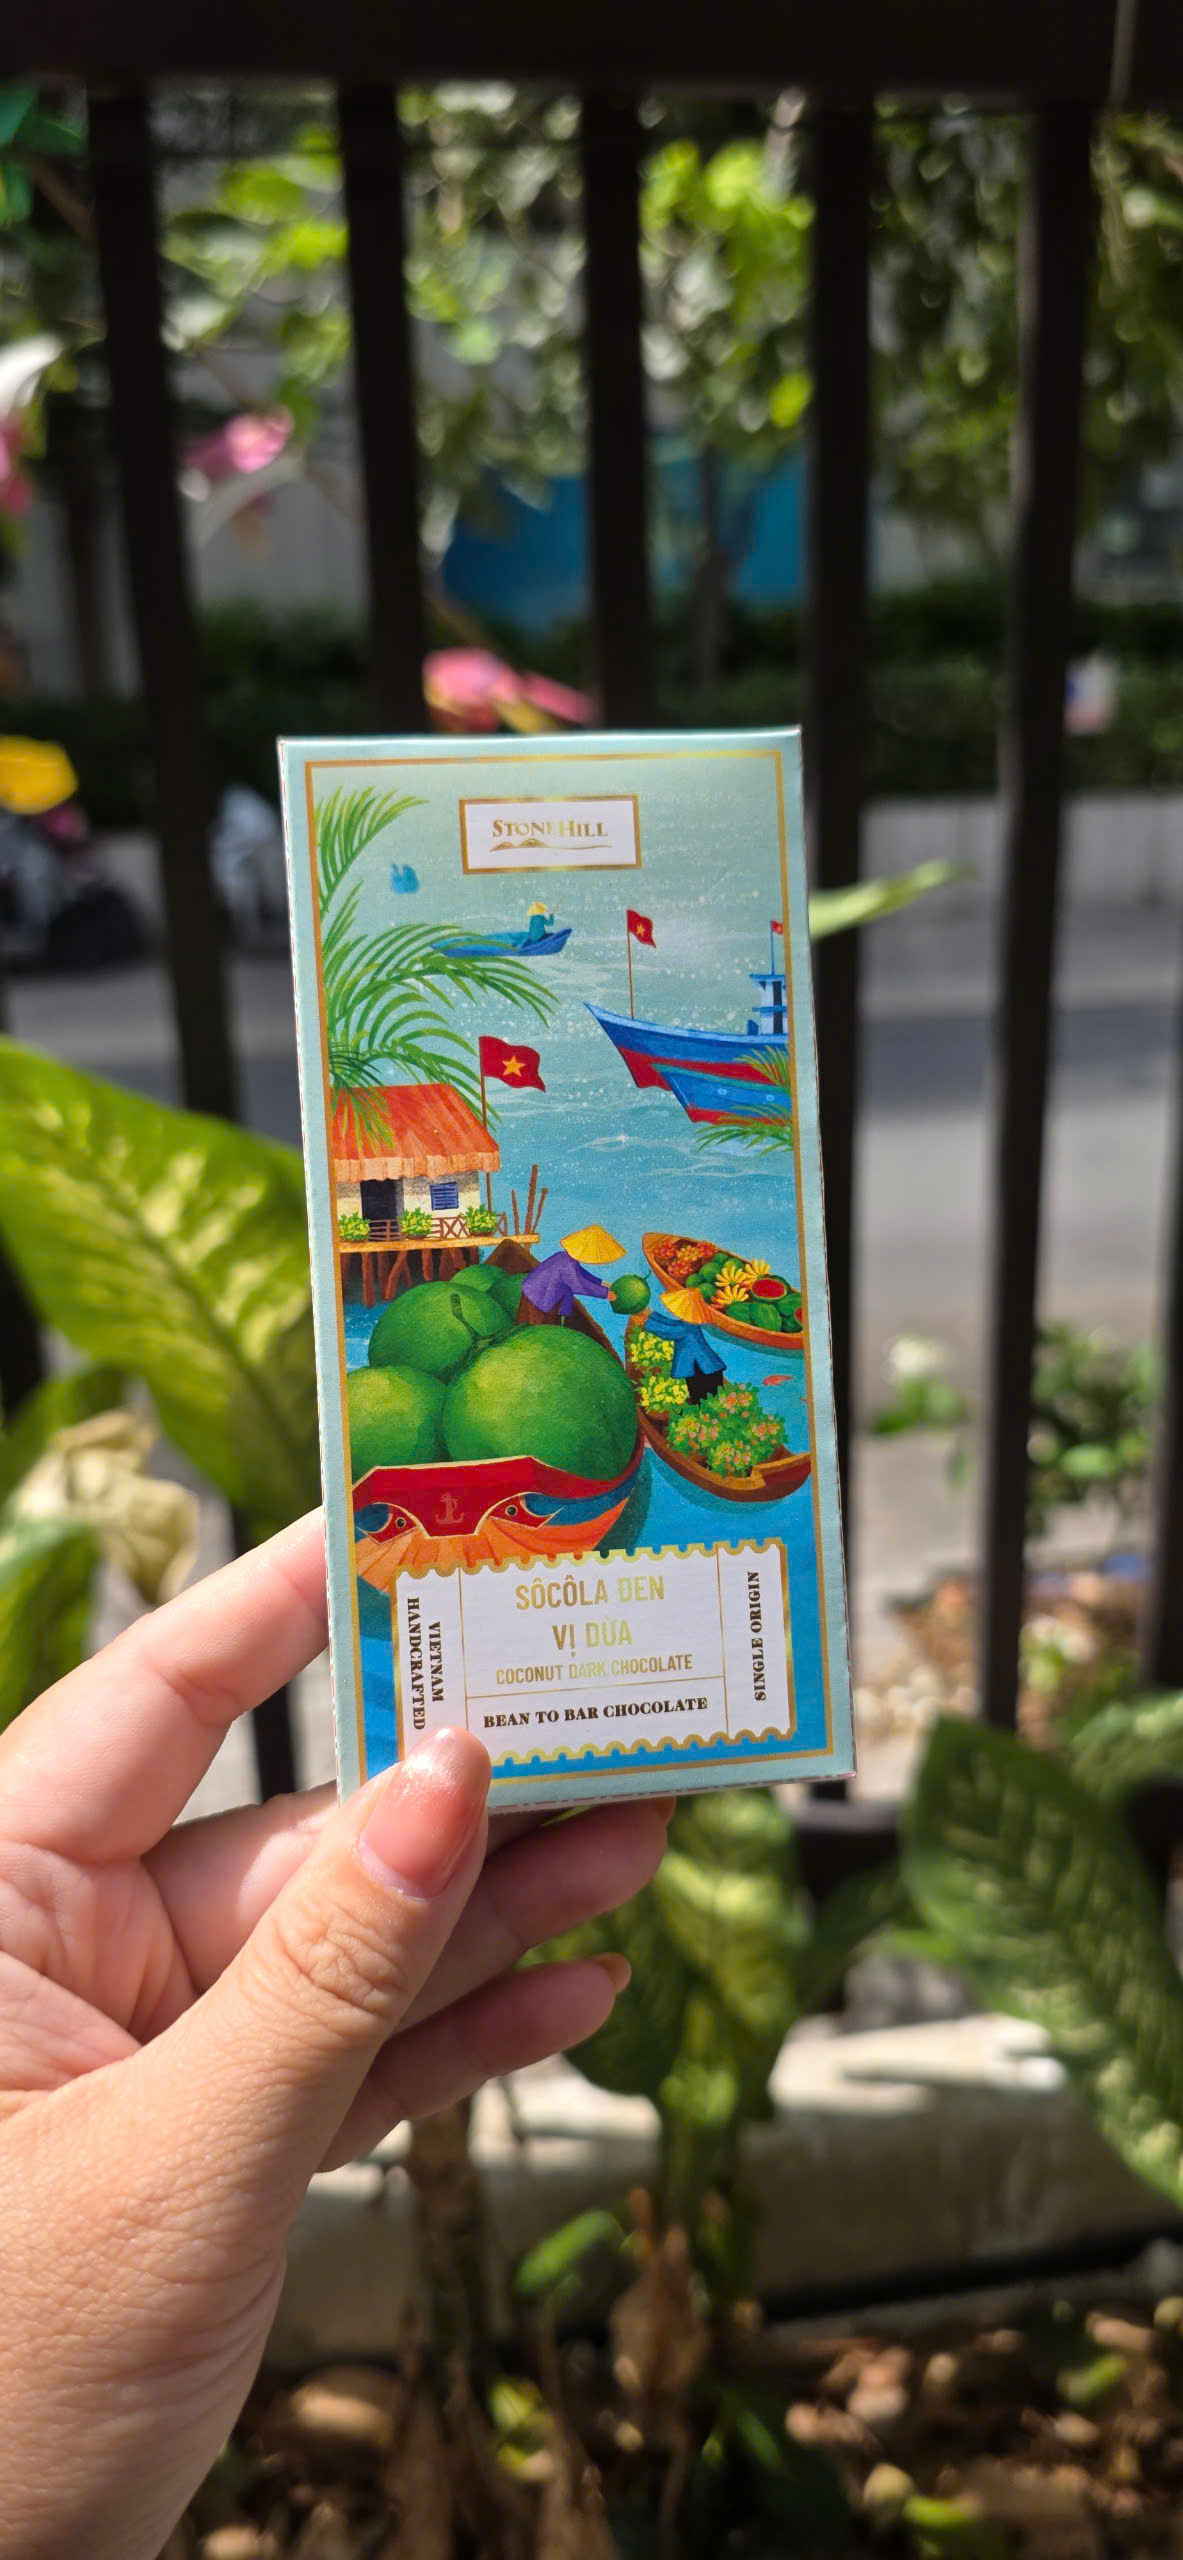 STONEHILL
SÔCÔLA ĐEN
VỊ DỪA
COCONUT DARK CHOCOLATE
BEAN TO BAR CHOCOLATE
VIETNAM
HANDCRAFTED
SINGLE ORIGIN